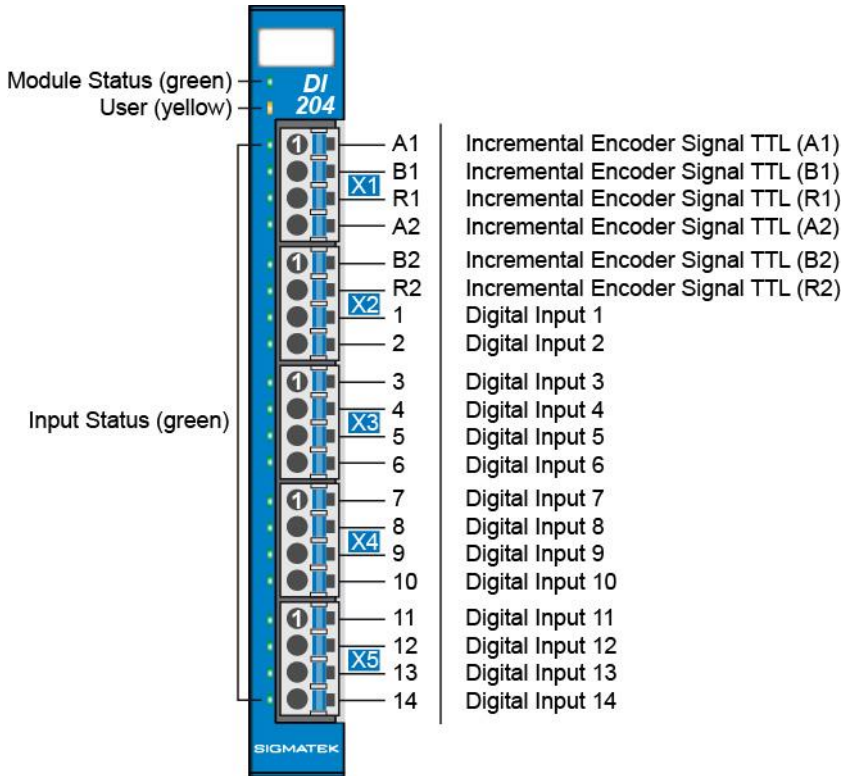 Module Status (green)
DI
User (yellow)
204
1 A1 Incremental Encoder Signal TTL (A1)
B1 Incremental Encoder Signal TTL (B1)
X1
R1 Incremental Encoder Signal TTL (R1)
A2 Incremental Encoder Signal TTL (A2)
1 B2 Incremental Encoder Signal TTL (B2)
R2 Incremental Encoder Signal TTL (R2)
X2
1 Digital Input 1
2 Digital Input 2
1 3 Digital Input 3
4 Digital Input 4
Input Status (green)
X3
5 Digital Input 5
6 Digital Input 6
1 7 Digital Input 7
8 Digital Input 8
X4
9 Digital Input 9
10 Digital Input 10
1 11 Digital Input 11
12 Digital Input 12
X5
13 Digital Input 13
14 Digital Input 14
SIGMATEK